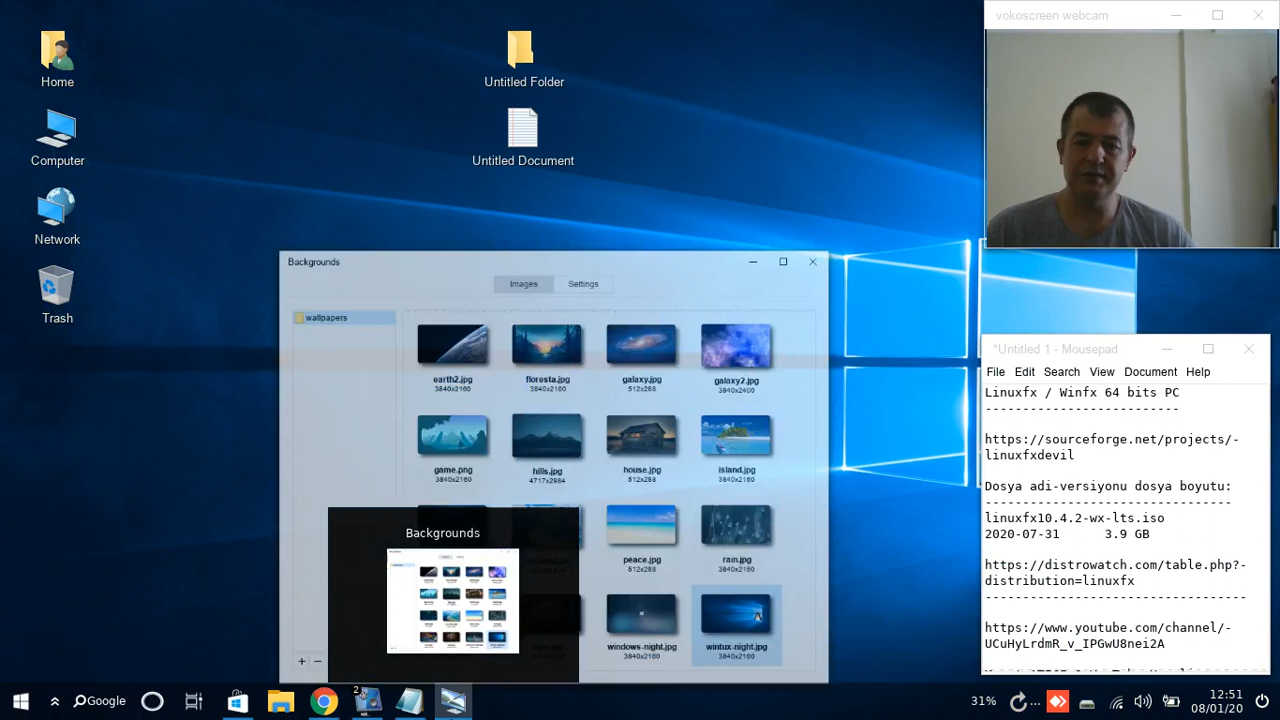 Home
Computer
Network
Trash
Untitled Folder
Untitled Document
vokoscreen webcam
Backgrounds
Images
Settings
wallpapers
earth2.jpg
3840x2160
floresta.jpg
3840x2160
galaxy.jpg
512x288
galaxy2.jpg
3840x2400
game.png
3840x2160
hills.jpg
4717x2984
house.jpg
512x288
island.jpg
3840x2160
peace.jpg
512x288
rain.jpg
3840x2160
windows-night.jpg
3840x2160
wintux-night.jpg
3840x2160
Backgrounds
*Untitled 1 - Mousepad
File Edit Search View Document Help
Linuxfx / Winfx 64 bits PC
--------------------------
https://sourceforge.net/projects/-
linuxfxdevil
Dosya adi-versiyonu dosya boyutu:
---------------------------------
linuxfx10.4.2-wx-lts.iso
2020-07-31 3.9 GB
https://distrowatch.com/table.php?-
distribution=linuxfx
-----------------------------------
https://www.youtube.com/channel/-
UCuHyLrdmR_v_IPGwU8nei2A
Google
2
31%
...
12:51
08/01/20